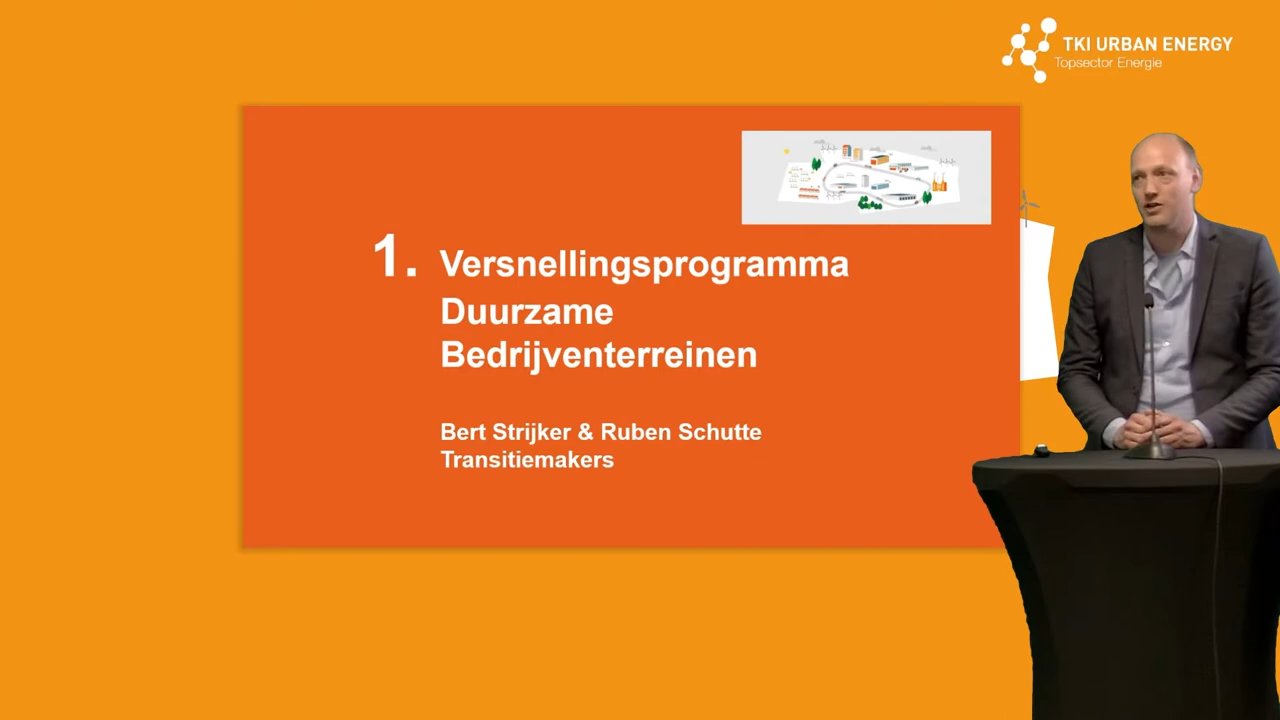 TKI URBAN ENERGY
Topsector Energie
1. Versnellingsprogramma
Duurzame
Bedrijventerreinen
Bert Strijker & Ruben Schutte
Transitiemakers